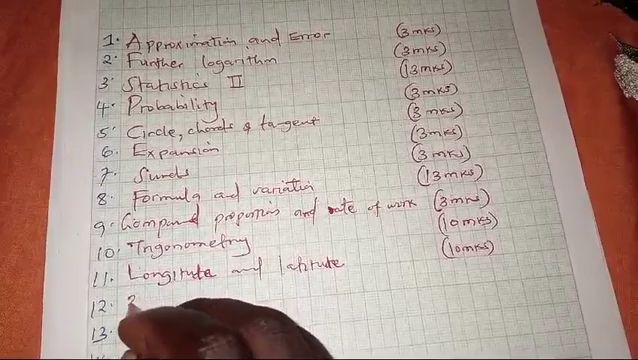 1. Approximation and Error (3mks)
2. Further logarithm (3mks)
3. Statistics II (13mks)
4. Probability (3mks)
5. Circle, chords & tangent (3mks)
6. Expansion (3mks)
7. Surds (3mks)
8. Formula and variation (13mks)
9. Compound proportions and rate of work (3mks)
10. Trigonometry (10mks)
11. Longitute and latitude (10mks)
12.
13.